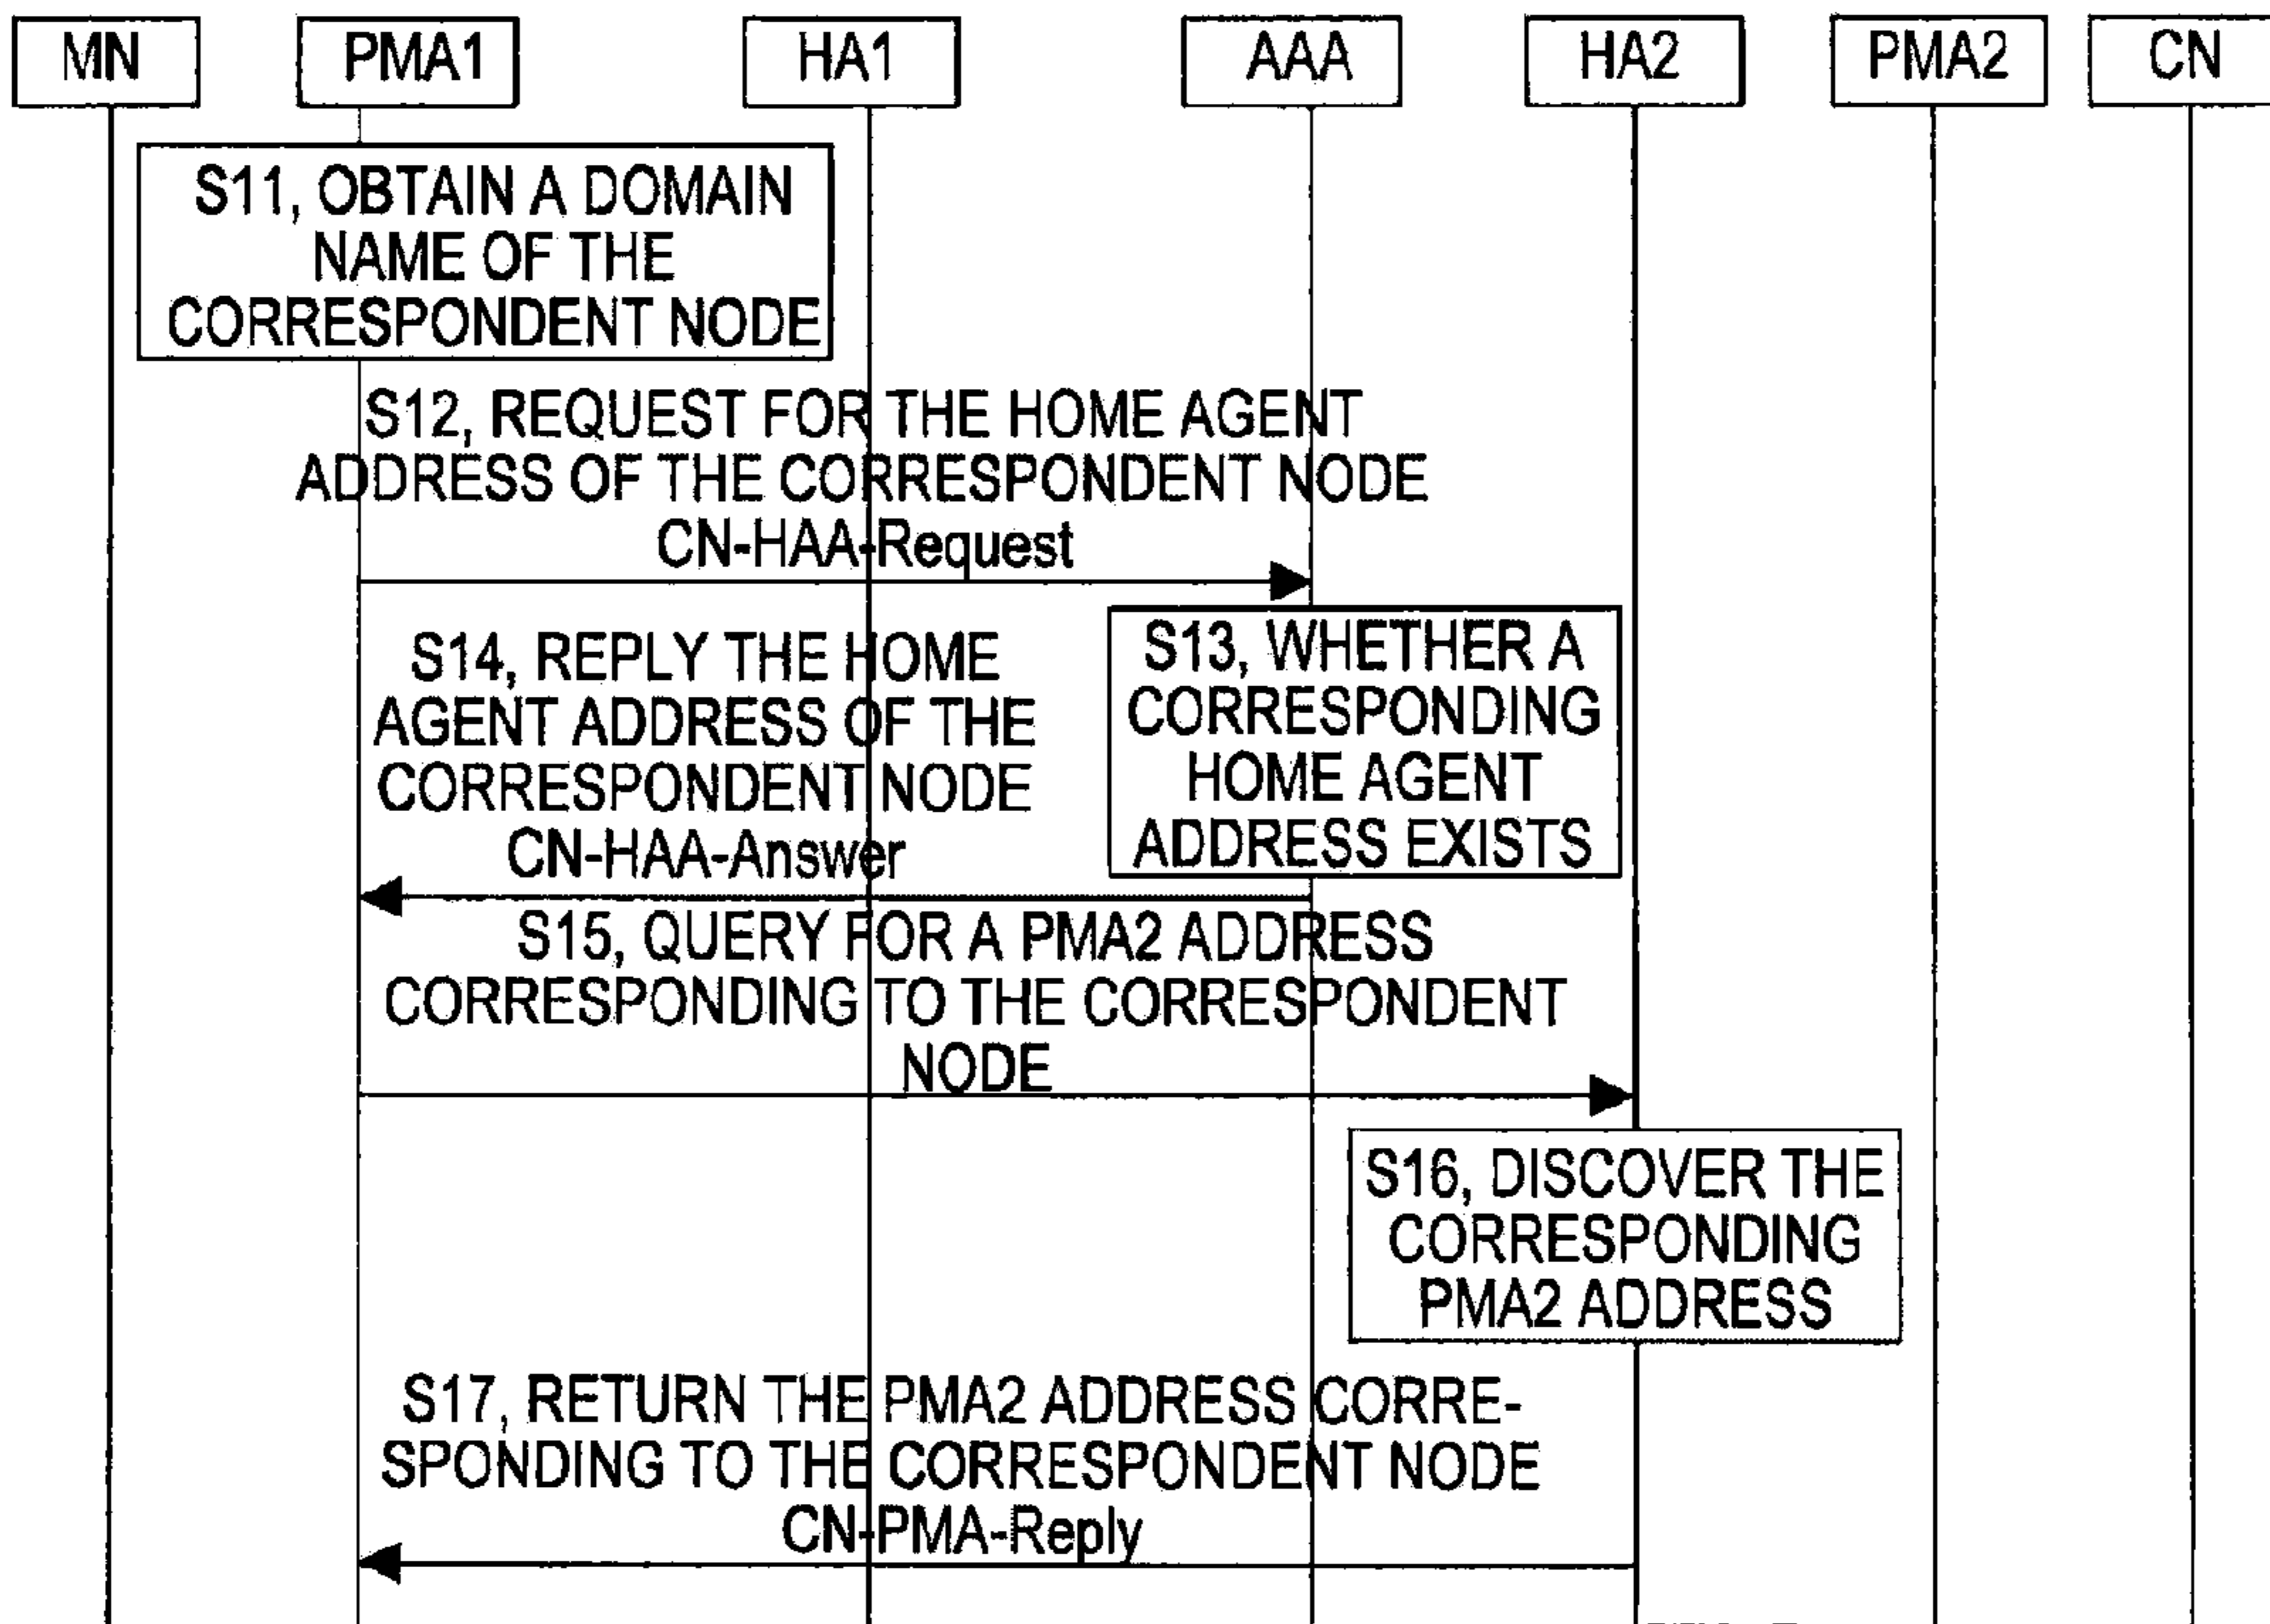 MN
PMA1
HA1
AAA
HA2
PMA2
CN
S11, OBTAIN A DOMAIN
NAME OF THE
CORRESPONDENT NODE
S12, REQUEST FOR THE HOME AGENT
ADDRESS OF THE CORRESPONDENT NODE
CN-HAA-Request
S13, WHETHER A
CORRESPONDING
HOME AGENT
ADDRESS EXISTS
S14, REPLY THE HOME
AGENT ADDRESS OF THE
CORRESPONDENT NODE
CN-HAA-Answer
S15, QUERY FOR A PMA2 ADDRESS
CORRESPONDING TO THE CORRESPONDENT
NODE
S16, DISCOVER THE
CORRESPONDING
PMA2 ADDRESS
S17, RETURN THE PMA2 ADDRESS CORRE-
SPONDING TO THE CORRESPONDENT NODE
CN-PMA-Reply